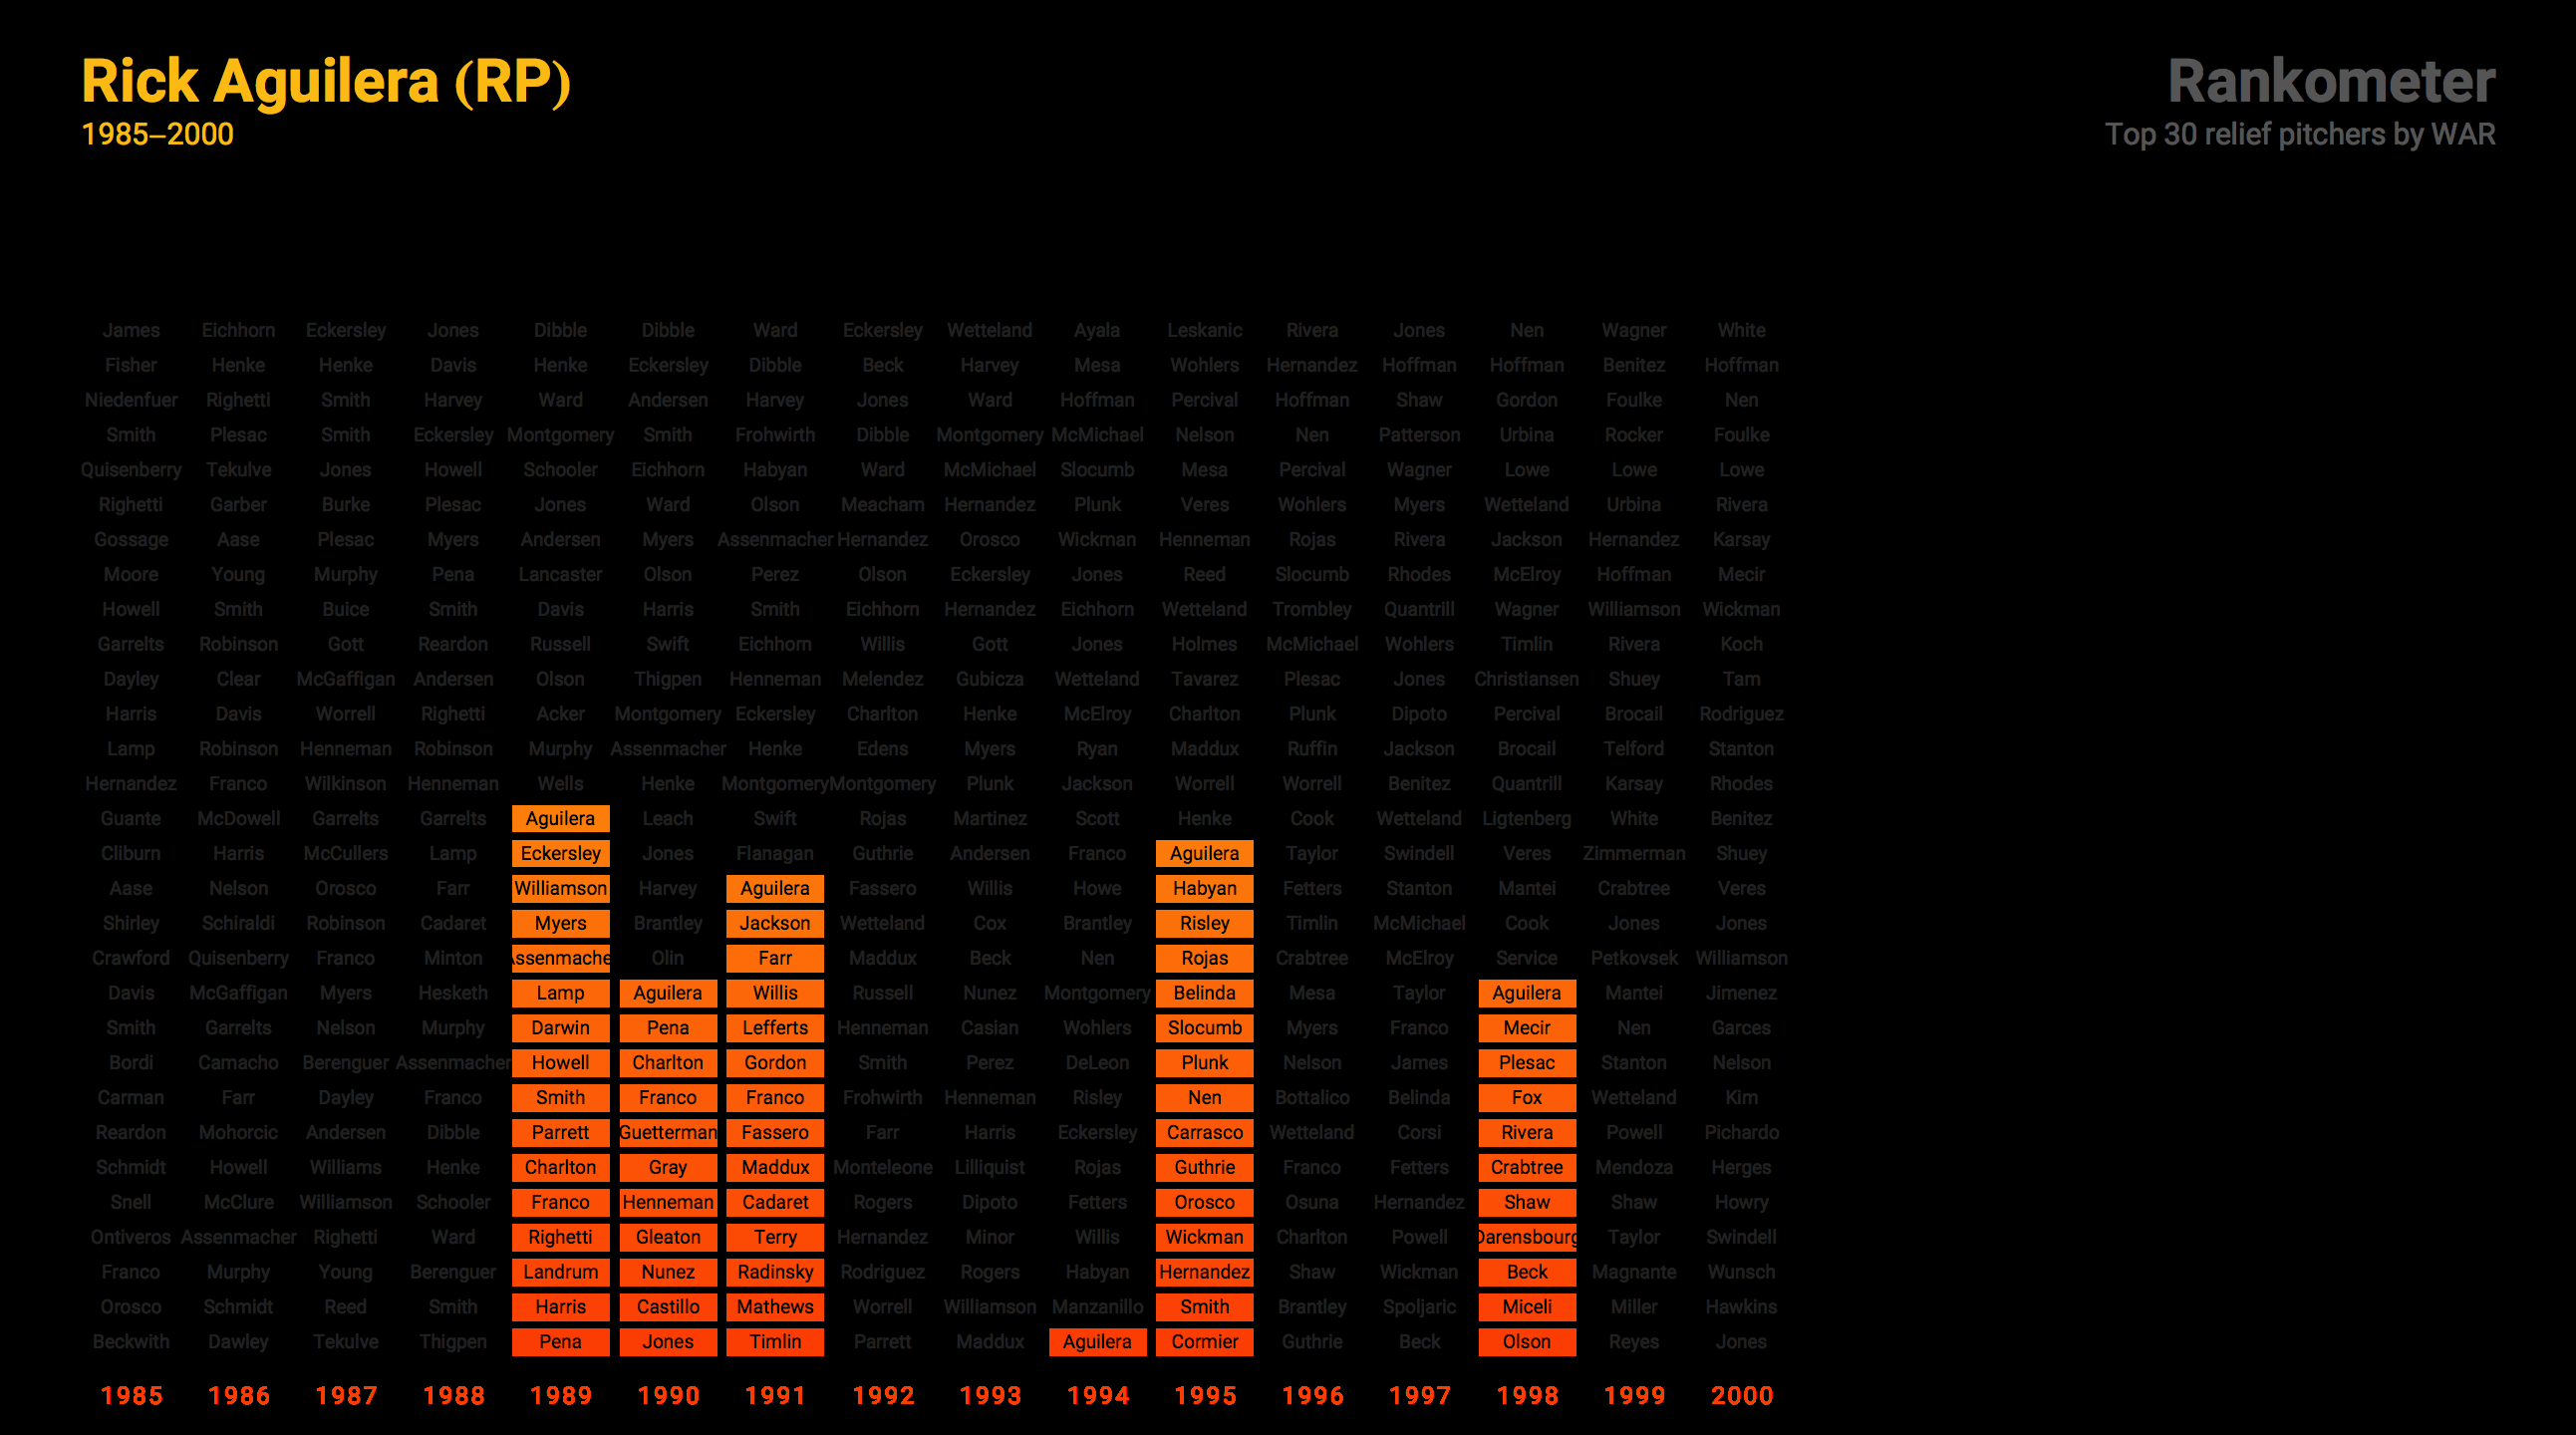 Rick Aguilera (RP)
1985–2000
Rankometer
Top 30 relief pitchers by WAR
James Eichhorn Eckersley Jones Dibble Dibble Ward Eckersley Wetteland Ayala Leskanic Rivera Jones Nen Wagner White
Fisher Henke Henke Davis Henke Eckersley Dibble Beck Harvey Mesa Wohlers Hernandez Hoffman Hoffman Benitez Hoffman
Niedenfuer Righetti Smith Harvey Ward Andersen Harvey Jones Ward Hoffman Percival Hoffman Shaw Gordon Foulke Nen
Smith Plesac Smith Eckersley Montgomery Smith Frohwirth Dibble Montgomery McMichael Nelson Nen Patterson Urbina Rocker Foulke
Quisenberry Tekulve Jones Howell Schooler Eichhorn Habyan Ward McMichael Slocumb Mesa Percival Wagner Lowe Lowe Lowe
Righetti Garber Burke Plesac Jones Ward Olson Meacham Hernandez Plunk Veres Wohlers Myers Wetteland Urbina Rivera
Gossage Aase Plesac Myers Andersen Myers Assenmacher Hernandez Orosco Wickman Henneman Rojas Rivera Jackson Hernandez Karsay
Moore Young Murphy Pena Lancaster Olson Perez Olson Eckersley Jones Reed Slocumb Rhodes McElroy Hoffman Mecir
Howell Smith Buice Smith Davis Harris Smith Eichhorn Hernandez Eichhorn Wetteland Trombley Quantrill Wagner Williamson Wickman
Garrelts Robinson Gott Reardon Russell Swift Eichhorn Willis Gott Jones Holmes McMichael Wohlers Timlin Rivera Koch
Dayley Clear McGaffigan Andersen Olson Thigpen Henneman Melendez Gubicza Wetteland Tavarez Plesac Jones Christiansen Shuey Tam
Harris Davis Worrell Righetti Acker Montgomery Eckersley Charlton Henke McElroy Charlton Plunk Dipoto Percival Brocail Rodriguez
Lamp Robinson Henneman Robinson Murphy Assenmacher Henke Edens Myers Ryan Maddux Ruffin Jackson Brocail Telford Stanton
Hernandez Franco Wilkinson Henneman Wells Henke Montgomery Montgomery Plunk Jackson Worrell Worrell Benitez Quantrill Karsay Rhodes
Guante McDowell Garrelts Garrelts Aguilera Leach Swift Rojas Martinez Scott Henke Cook Wetteland Ligtenberg White Benitez
Cliburn Harris McCullers Lamp Eckersley Jones Flanagan Guthrie Andersen Franco Aguilera Taylor Swindell Veres Zimmerman Shuey
Aase Nelson Orosco Farr Williamson Harvey Aguilera Fassero Willis Howe Habyan Fetters Stanton Mantei Crabtree Veres
Shirley Schiraldi Robinson Cadaret Myers Brantley Jackson Wetteland Cox Brantley Risley Timlin McMichael Cook Jones Jones
Crawford Quisenberry Franco Minton Assenmache Olin Farr Maddux Beck Nen Rojas Crabtree McElroy Service Petkovsek Williamson
Davis McGaffigan Myers Hesketh Lamp Aguilera Willis Russell Nunez Montgomery Belinda Mesa Taylor Aguilera Mantei Jimenez
Smith Garrelts Nelson Murphy Darwin Pena Lefferts Henneman Casian Wohlers Slocumb Myers Franco Mecir Nen Garces
Bordi Camacho Berenguer Assenmacher Howell Charlton Gordon Smith Perez DeLeon Plunk Nelson James Plesac Stanton Nelson
Carman Farr Dayley Franco Smith Franco Franco Frohwirth Henneman Risley Nen Bottalico Belinda Fox Wetteland Kim
Reardon Mohorcic Andersen Dibble Parrett Guetterman Fassero Farr Harris Eckersley Carrasco Wetteland Corsi Rivera Powell Pichardo
Schmidt Howell Williams Henke Charlton Gray Maddux Monteleone Lilliquist Rojas Guthrie Franco Fetters Crabtree Mendoza Herges
Snell McClure Williamson Schooler Franco Henneman Cadaret Rogers Dipoto Fetters Orosco Osuna Hernandez Shaw Shaw Howry
Ontiveros Assenmacher Righetti Ward Righetti Gleaton Terry Hernandez Minor Willis Wickman Charlton Powell Darensbourg Taylor Swindell
Franco Murphy Young Berenguer Landrum Nunez Radinsky Rodriguez Rogers Habyan Hernandez Shaw Wickman Beck Magnante Wunsch
Orosco Schmidt Reed Smith Harris Castillo Mathews Worrell Williamson Manzanillo Smith Brantley Spoljaric Miceli Miller Hawkins
Beckwith Dawley Tekulve Thigpen Pena Jones Timlin Parrett Maddux Aguilera Cormier Guthrie Beck Olson Reyes Jones
1985 1986 1987 1988 1989 1990 1991 1992 1993 1994 1995 1996 1997 1998 1999 2000